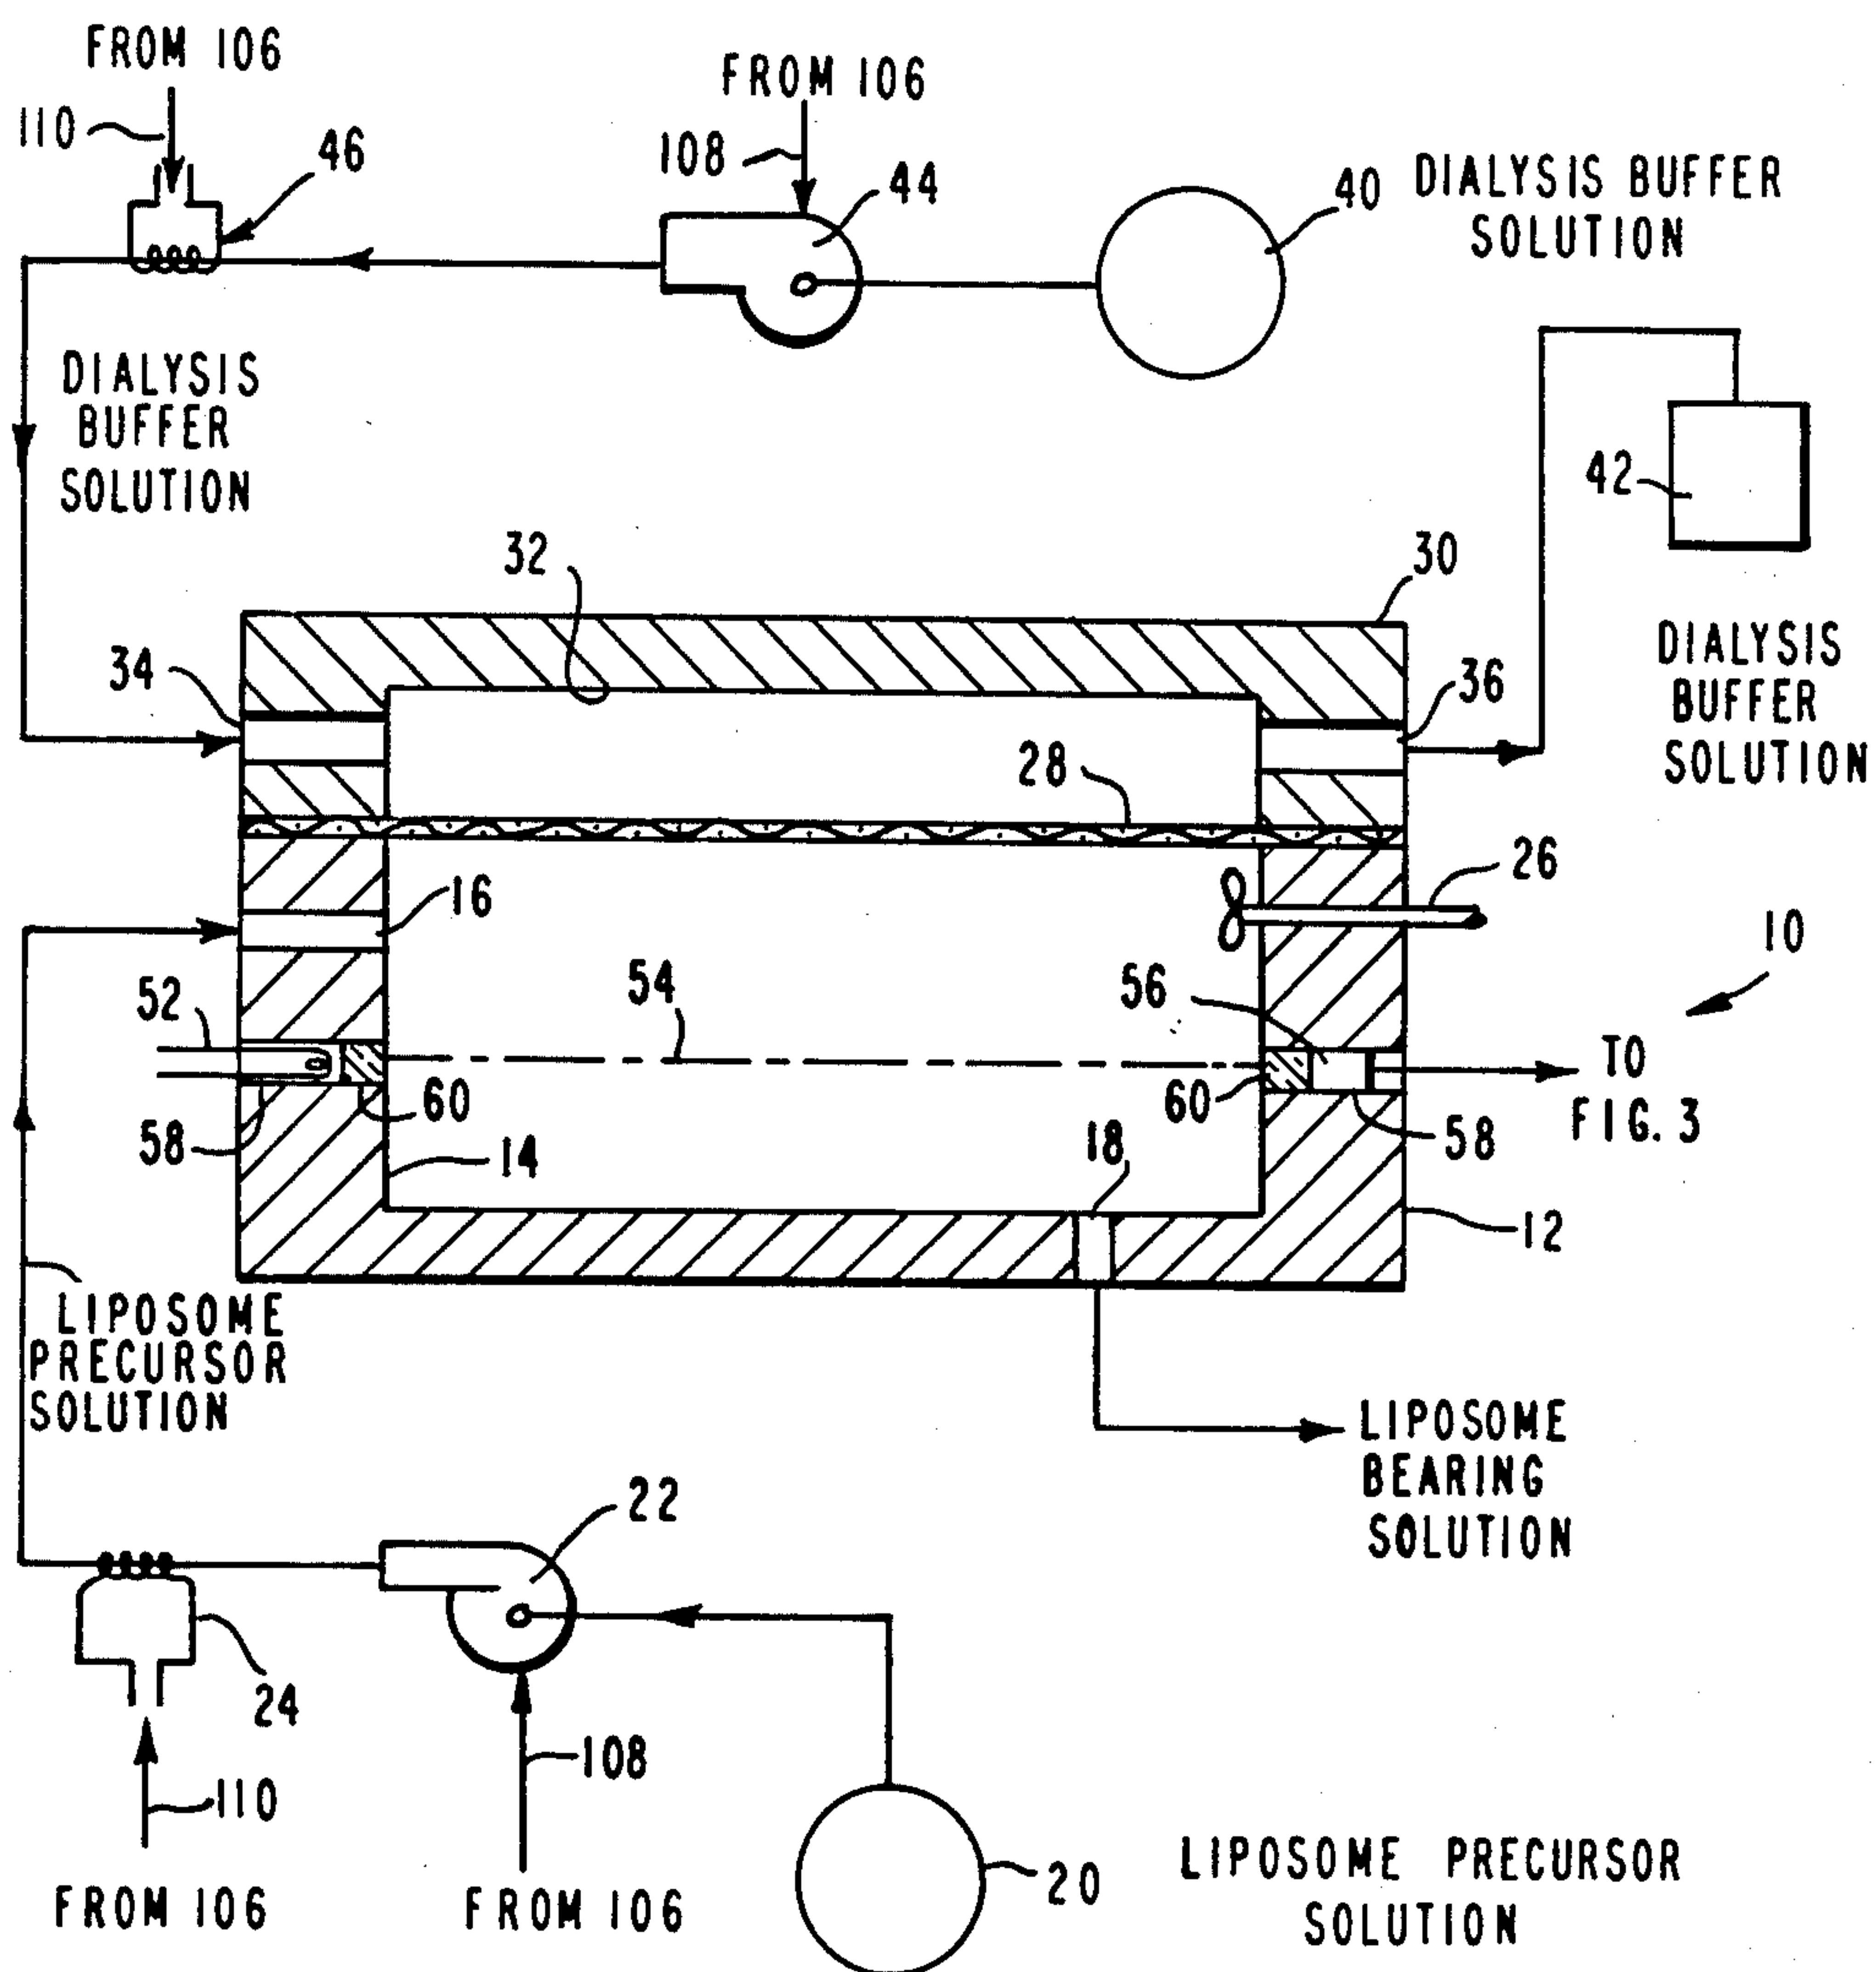 FROM 106
FROM 106
110
46
108
44
40
DIALYSIS BUFFER
SOLUTION
DIALYSIS
BUFFER
SOLUTION
42
32
30
34
36
DIALYSIS
BUFFER
SOLUTION
28
26
16
10
52
54
56
60
60
TO
FIG. 3
58
58
14
18
12
LIPOSOME
PRECURSOR
SOLUTION
LIPOSOME
BEARING
SOLUTION
22
24
108
110
20
LIPOSOME PRECURSOR
SOLUTION
FROM 106
FROM 106